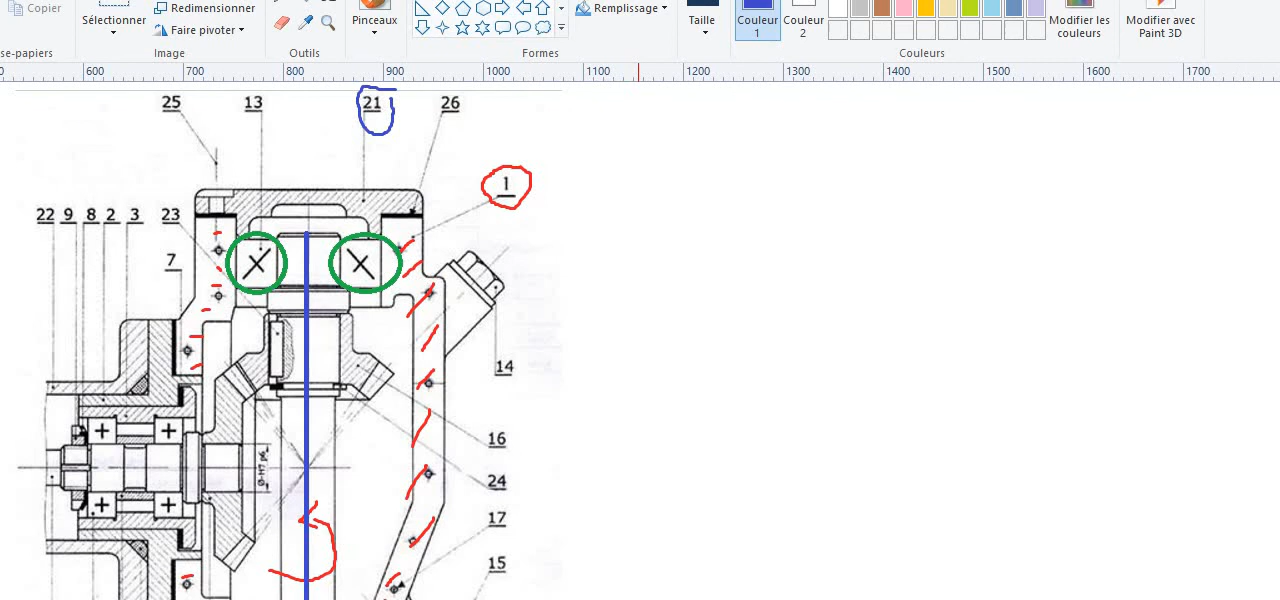 Copier
Sélectionner
Redimensionner
Faire pivoter
Pinceaux
Remplissage
Taille
Couleur 1
Couleur 2
Modifier les couleurs
Modifier avec Paint 3D
se-papiers
Image
Outils
Formes
Couleurs
600 700 800 900 1000 1100 1200 1300 1400 1500 1600 1700
25 13 21 26
1
22 9 8 2 3 23
7
14
16
24
17
15